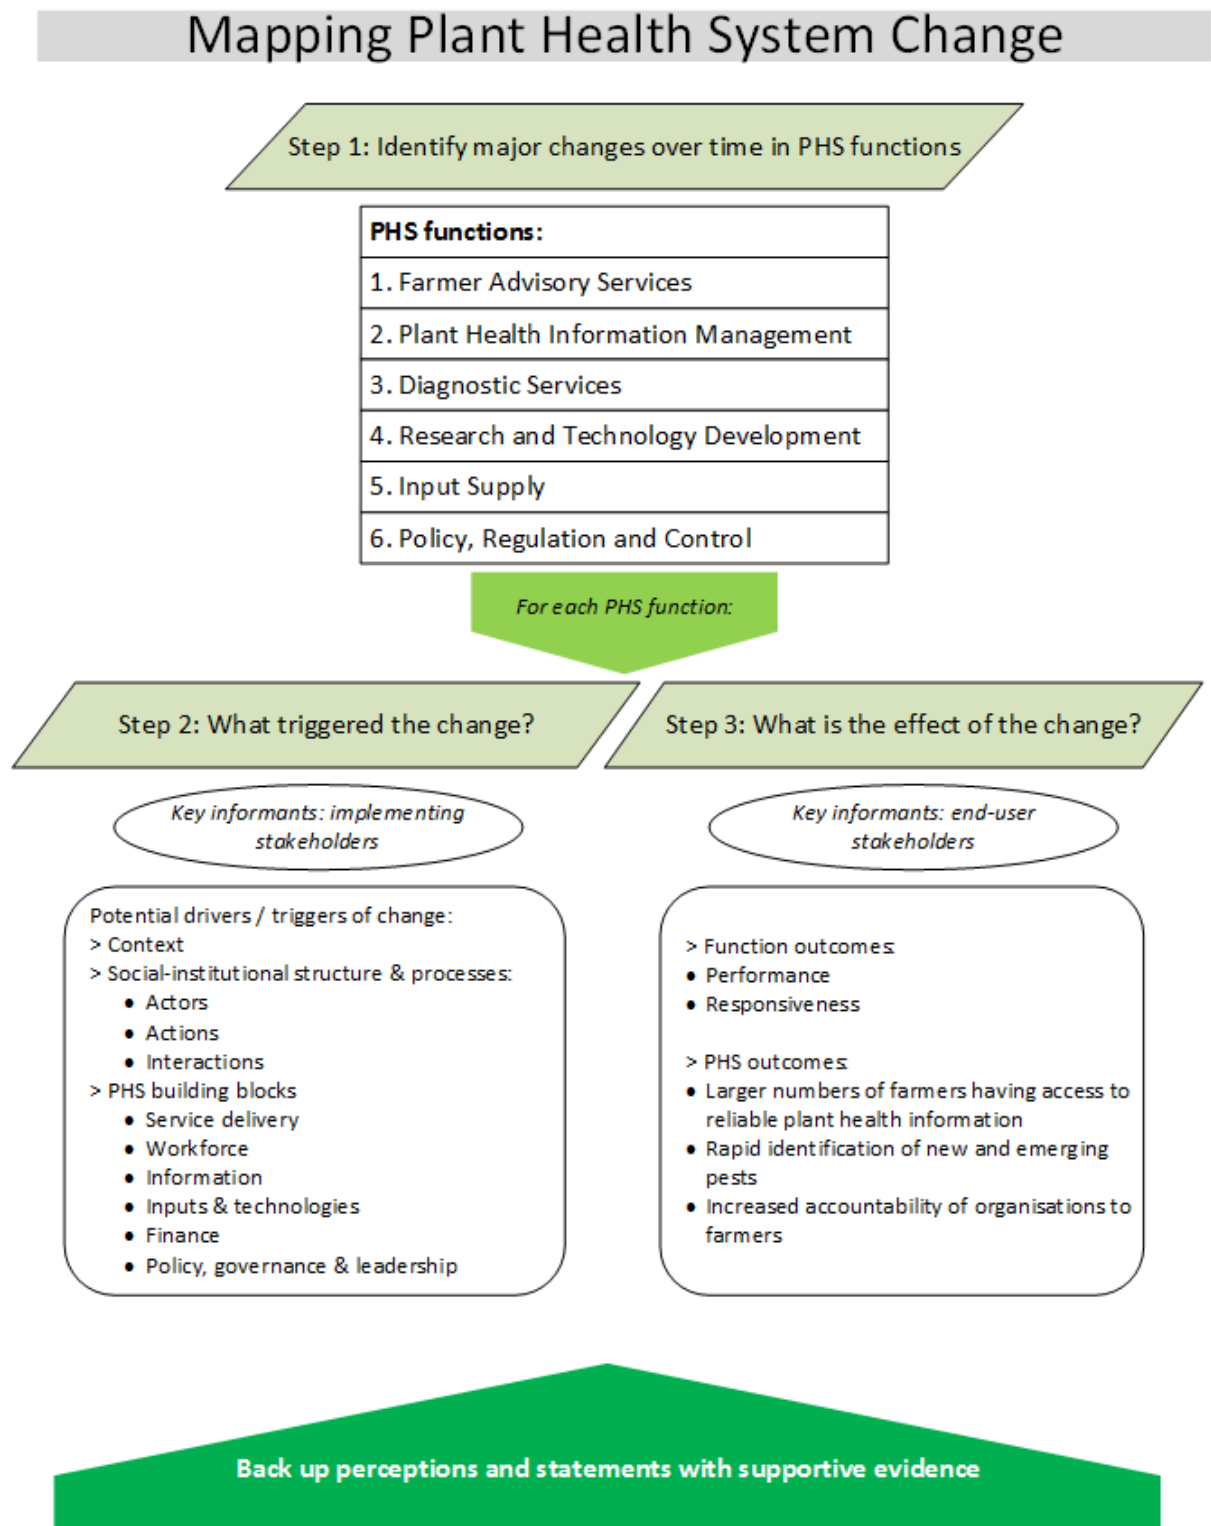 Mapping Plant Health System Change
Step 1: Identify major changes over time in PHS functions
PHS functions:
1. Farmer Advisory Services
2. Plant Health Information Management
3. Diagnostic Services
4. Research and Technology Development
5. Input Supply
6. Policy, Regulation and Control
For each PHS function:
Step 2: What triggered the change?
Key informants: implementing
stakeholders
Potential drivers / triggers of change:
> Context
> Social-institutional structure & processes:
• Actors
• Actions
• Interactions
> PHS building blocks
• Service delivery
• Workforce
• Information
• Inputs & technologies
• Finance
• Policy, governance & leadership
Step 3: What is the effect of the change?
Key informants: end-user
stakeholders
> Function outcomes:
• Performance
• Responsiveness
> PHS outcomes:
• Larger numbers of farmers having access to
reliable plant health information
• Rapid identification of new and emerging
pests
• Increased accountability of organisations to
farmers
Back up perceptions and statements with supportive evidence